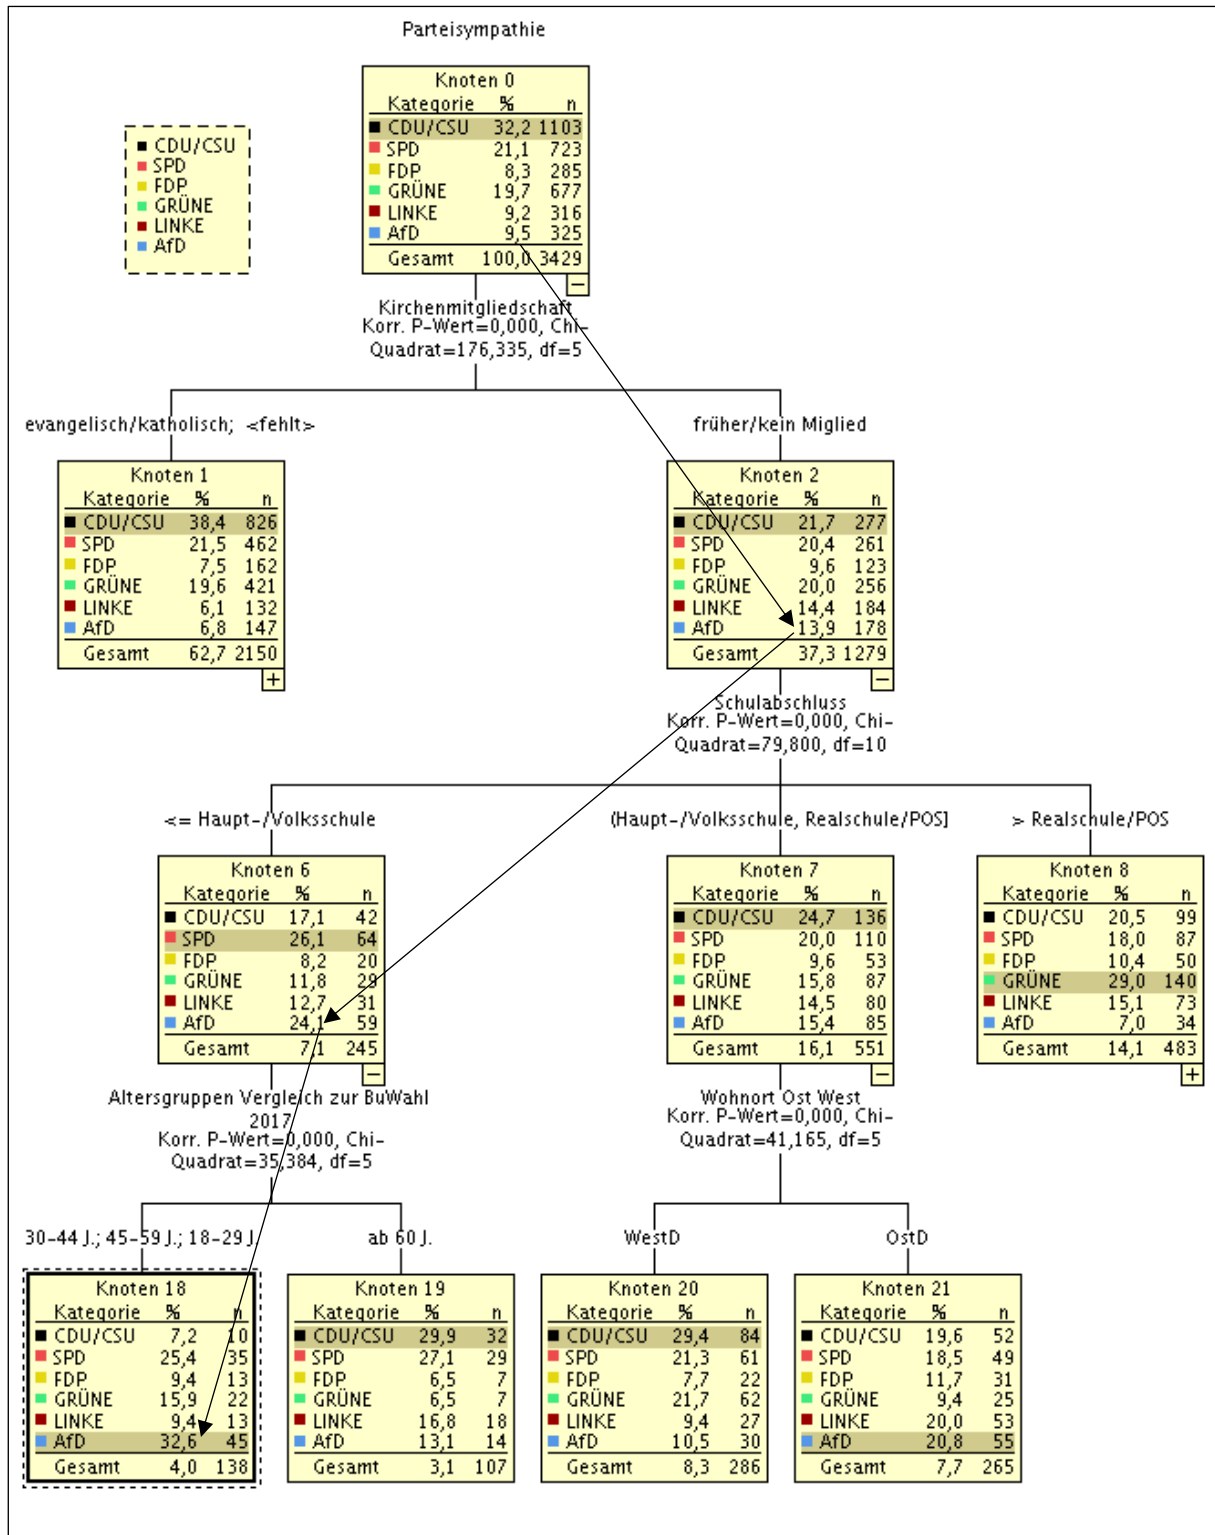 Parteisympathie
CDU/CSU
SPD
FDP
GRÜNE
LINKE
AfD
Knoten 0
Kategorie % n
CDU/CSU 32,2 1103
SPD 21,1 723
FDP 8,3 285
GRÜNE 19,7 677
LINKE 9,2 316
AfD 9,5 325
Gesamt 100,0 3429
Kirchenmitgliedschaft
Korr. P-Wert=0,000, Chi-
Quadrat=176,335, df=5
evangelisch/katholisch; <fehlt>
früher/kein Miglied
Knoten 1
Kategorie % n
CDU/CSU 38,4 826
SPD 21,5 462
FDP 7,5 162
GRÜNE 19,6 421
LINKE 6,1 132
AfD 6,8 147
Gesamt 62,7 2150
Knoten 2
Kategorie % n
CDU/CSU 21,7 277
SPD 20,4 261
FDP 9,6 123
GRÜNE 20,0 256
LINKE 14,4 184
AfD 13,9 178
Gesamt 37,3 1279
Schulabschluss
Korr. P-Wert=0,000, Chi-
Quadrat=79,800, df=10
<= Haupt-/Volksschule
(Haupt-/Volksschule, Realschule/POS]
> Realschule/POS
Knoten 6
Kategorie % n
CDU/CSU 17,1 42
SPD 26,1 64
FDP 8,2 20
GRÜNE 11,8 29
LINKE 12,7 31
AfD 24,1 59
Gesamt 7,1 245
Knoten 7
Kategorie % n
CDU/CSU 24,7 136
SPD 20,0 110
FDP 9,6 53
GRÜNE 15,8 87
LINKE 14,5 80
AfD 15,4 85
Gesamt 16,1 551
Knoten 8
Kategorie % n
CDU/CSU 20,5 99
SPD 18,0 87
FDP 10,4 50
GRÜNE 29,0 140
LINKE 15,1 73
AfD 7,0 34
Gesamt 14,1 483
Altersgruppen Vergleich zur BuWahl
2017
Korr. P-Wert=0,000, Chi-
Quadrat=35,384, df=5
Wohnort Ost West
Korr. P-Wert=0,000, Chi-
Quadrat=41,165, df=5
30-44 J.; 45-59 J.; 18-29 J.
ab 60 J.
WestD
OstD
Knoten 18
Kategorie % n
CDU/CSU 7,2 10
SPD 25,4 35
FDP 9,4 13
GRÜNE 15,9 22
LINKE 9,4 13
AfD 32,6 45
Gesamt 4,0 138
Knoten 19
Kategorie % n
CDU/CSU 29,9 32
SPD 27,1 29
FDP 6,5 7
GRÜNE 6,5 7
LINKE 16,8 18
AfD 13,1 14
Gesamt 3,1 107
Knoten 20
Kategorie % n
CDU/CSU 29,4 84
SPD 21,3 61
FDP 7,7 22
GRÜNE 21,7 62
LINKE 9,4 27
AfD 10,5 30
Gesamt 8,3 286
Knoten 21
Kategorie % n
CDU/CSU 19,6 52
SPD 18,5 49
FDP 11,7 31
GRÜNE 9,4 25
LINKE 20,0 53
AfD 20,8 55
Gesamt 7,7 265